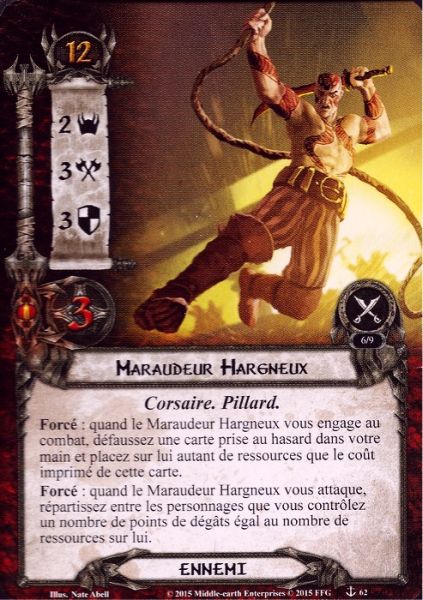 12
2
3
3
3
6/9
Maraudeur Hargneux
Corsaire. Pillard.
Forcé : quand le Maraudeur Hargneux vous engage au
combat, défaussez une carte prise au hasard dans votre
main et placez sur lui autant de ressources que le coût
imprimé de cette carte.
Forcé : quand le Maraudeur Hargneux vous attaque,
répartissez entre les personnages que vous contrôlez
un nombre de points de dégâts égal au nombre de
ressources sur lui.
ENNEMI
Illus. Nate Abell © 2015 Middle-earth Enterprises © 2015 FFG 62